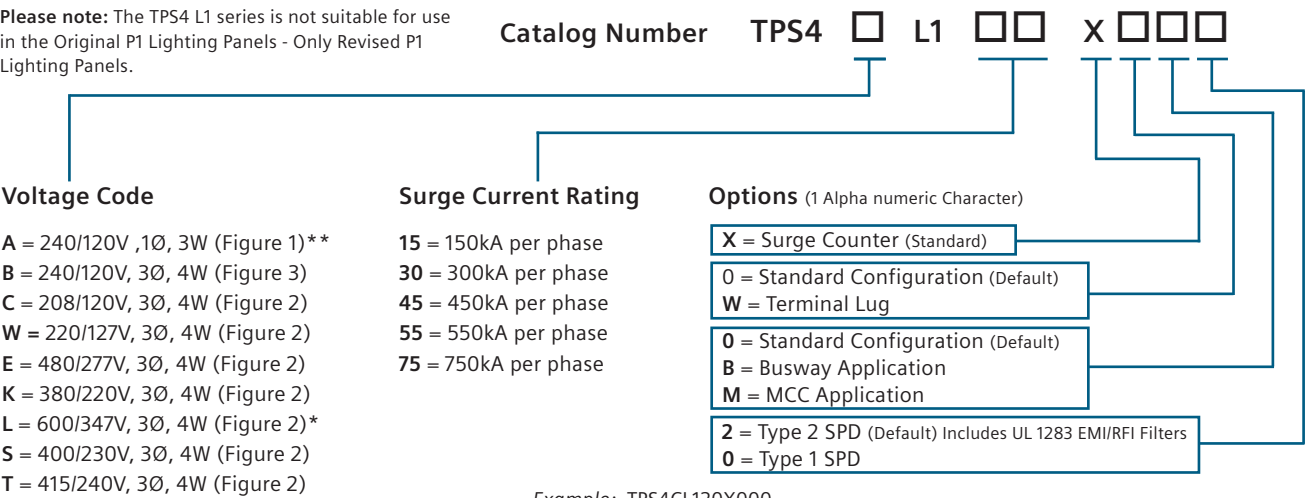 Please note: The TPS4 L1 series is not suitable for use
in the Original P1 Lighting Panels - Only Revised P1
Lighting Panels.
Catalog Number TPS4 □ L1 □□ X □□□
Voltage Code
A = 240/120V ,1Ø, 3W (Figure 1)**
B = 240/120V, 3Ø, 4W (Figure 3)
C = 208/120V, 3Ø, 4W (Figure 2)
W = 220/127V, 3Ø, 4W (Figure 2)
E = 480/277V, 3Ø, 4W (Figure 2)
K = 380/220V, 3Ø, 4W (Figure 2)
L = 600/347V, 3Ø, 4W (Figure 2)*
S = 400/230V, 3Ø, 4W (Figure 2)
T = 415/240V, 3Ø, 4W (Figure 2)
Surge Current Rating
15 = 150kA per phase
30 = 300kA per phase
45 = 450kA per phase
55 = 550kA per phase
75 = 750kA per phase
Options (1 Alpha numeric Character)
X = Surge Counter (Standard)
0 = Standard Configuration (Default)
W = Terminal Lug
0 = Standard Configuration (Default)
B = Busway Application
M = MCC Application
2 = Type 2 SPD (Default) Includes UL 1283 EMI/RFI Filters
0 = Type 1 SPD
Example: TPS4CL130X000